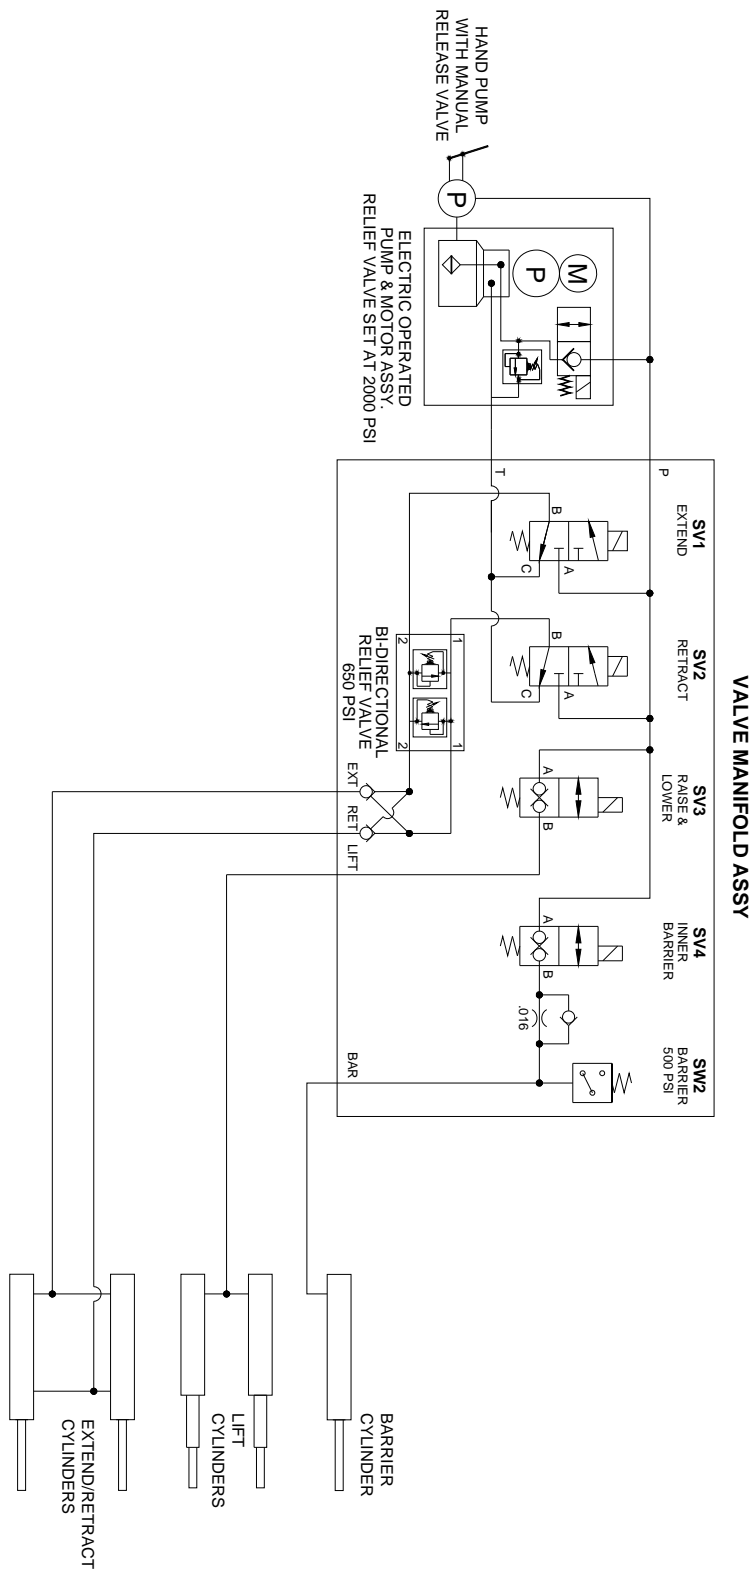 VALVE MANIFOLD ASSY
HAND PUMP
WITH MANUAL
RELEASE VALVE
P
M
P
ELECTRIC OPERATED
PUMP & MOTOR ASSY.
RELIEF VALVE SET AT 2000 PSI
P
T
SV1
EXTEND
B
A
C
SV2
RETRACT
B
A
C
SV3
RAISE &
LOWER
A
B
SV4
INNER
BARRIER
A
B
.016
SW2
BARRIER
500 PSI
1
2
1
2
BI-DIRECTIONAL
RELIEF VALVE
650 PSI
EXT
RET
LIFT
BAR
BARRIER
CYLINDER
LIFT
CYLINDERS
EXTEND/RETRACT
CYLINDERS